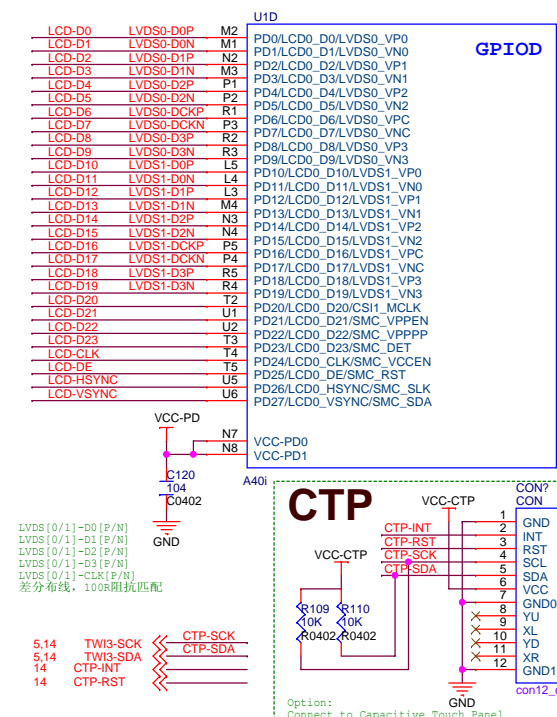 U1D
GPIOD
LCD-D0 LVDS0-D0P M2 PD0/LCD0_D0/LVDS0_VP0
LCD-D1 LVDS0-D0N M1 PD1/LCD0_D1/LVDS0_VN0
LCD-D2 LVDS0-D1P N2 PD2/LCD0_D2/LVDS0_VP1
LCD-D3 LVDS0-D1N M3 PD3/LCD0_D3/LVDS0_VN1
LCD-D4 LVDS0-D2P P1 PD4/LCD0_D4/LVDS0_VP2
LCD-D5 LVDS0-D2N P2 PD5/LCD0_D5/LVDS0_VN2
LCD-D6 LVDS0-DCKP R1 PD6/LCD0_D6/LVDS0_VPC
LCD-D7 LVDS0-DCKN P3 PD7/LCD0_D7/LVDS0_VNC
LCD-D8 LVDS0-D3P R2 PD8/LCD0_D8/LVDS0_VP3
LCD-D9 LVDS0-D3N R3 PD9/LCD0_D9/LVDS0_VN3
LCD-D10 LVDS1-D0P L5 PD10/LCD0_D10/LVDS1_VP0
LCD-D11 LVDS1-D0N L4 PD11/LCD0_D11/LVDS1_VN0
LCD-D12 LVDS1-D1P L3 PD12/LCD0_D12/LVDS1_VP1
LCD-D13 LVDS1-D1N M4 PD13/LCD0_D13/LVDS1_VN1
LCD-D14 LVDS1-D2P N3 PD14/LCD0_D14/LVDS1_VP2
LCD-D15 LVDS1-D2N N4 PD15/LCD0_D15/LVDS1_VN2
LCD-D16 LVDS1-DCKP P5 PD16/LCD0_D16/LVDS1_VPC
LCD-D17 LVDS1-DCKN P4 PD17/LCD0_D17/LVDS1_VNC
LCD-D18 LVDS1-D3P R5 PD18/LCD0_D18/LVDS1_VP3
LCD-D19 LVDS1-D3N R4 PD19/LCD0_D19/LVDS1_VN3
LCD-D20 T2 PD20/LCD0_D20/CSI1_MCLK
LCD-D21 U1 PD21/LCD0_D21/SMC_VPPEN
LCD-D22 U2 PD22/LCD0_D22/SMC_VPPPP
LCD-D23 T3 PD23/LCD0_D23/SMC_DET
LCD-CLK T4 PD24/LCD0_CLK/SMC_VCCEN
LCD-DE T5 PD25/LCD0_DE/SMC_RST
LCD-HSYNC U5 PD26/LCD0_HSYNC/SMC_SLK
LCD-VSYNC U6 PD27/LCD0_VSYNC/SMC_SDA
VCC-PD
N7 VCC-PD0
N8 VCC-PD1
A40i
C120
104
C0402
GND
LVDS[0/1]-D0[P/N]
LVDS[0/1]-D1[P/N]
LVDS[0/1]-D2[P/N]
LVDS[0/1]-D3[P/N]
LVDS[0/1]-CLK[P/N]
差分布线，100R阻抗匹配
5,14 TWI3-SCK CTP-SCK
5,14 TWI3-SDA CTP-SDA
14 CTP-INT
14 CTP-RST
CTP
VCC-CTP
CON?
CON
1 GND
CTP-INT 2 INT
CTP-RST 3 RST
CTP-SCK 4 SCL
CTP-SDA 5 SDA
6 VCC
7 GND0
8 YU
9 XL
10 YD
11 XR
12 GND1
VCC-CTP
R109
10K
R0402
R110
10K
R0402
GND
Option:
Connect to Capacitive Touch Panel